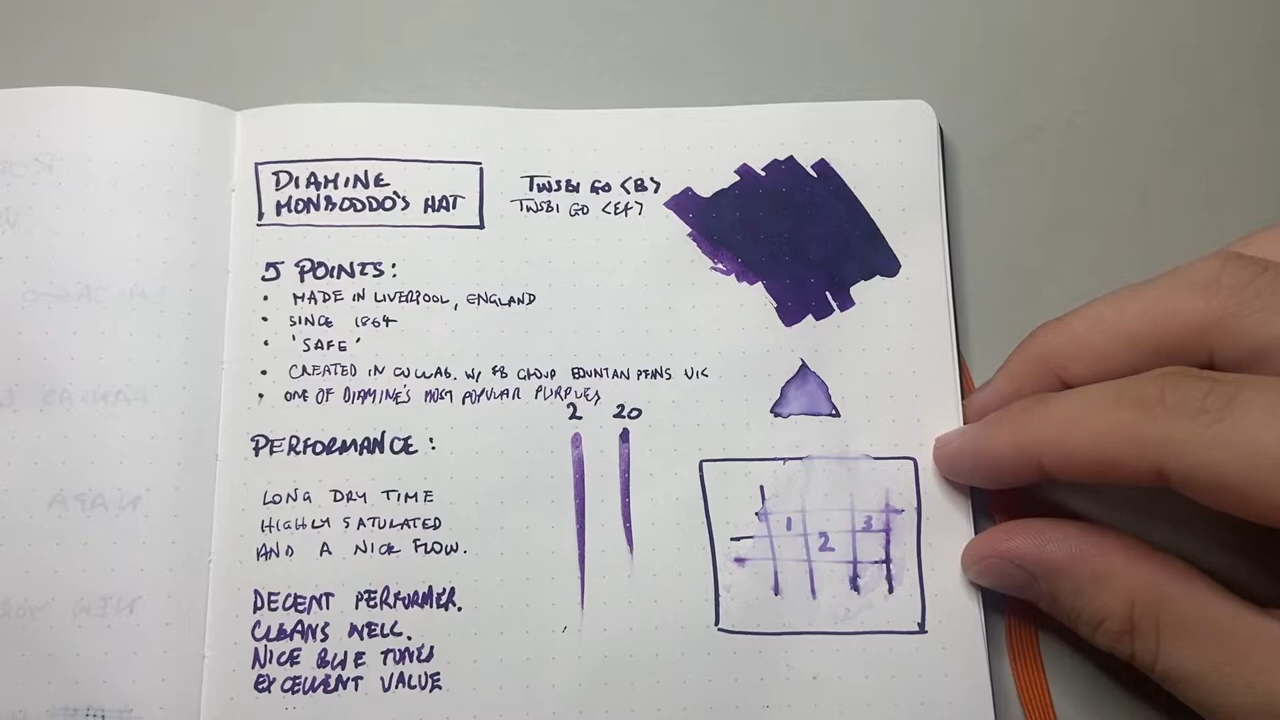 DIAMINE
MONBODDO'S HAT
TWSBI GO <B>
TWSBI GO <EF>
5 POINTS:
• MADE IN LIVERPOOL, ENGLAND
• SINCE 1864
• 'SAFE'
• CREATED IN COLLAB. W/ FB GROUP FOUNTAIN PENS UK
• ONE OF DIAMINE'S MOST POPULAR PURPLES
2 20
PERFORMANCE:
LONG DRY TIME
HIGHLY SATURATED
AND A NICE FLOW.
1 2 3
DECENT PERFORMER.
CLEANS WELL.
NICE BLUE TONES
EXCELLENT VALUE